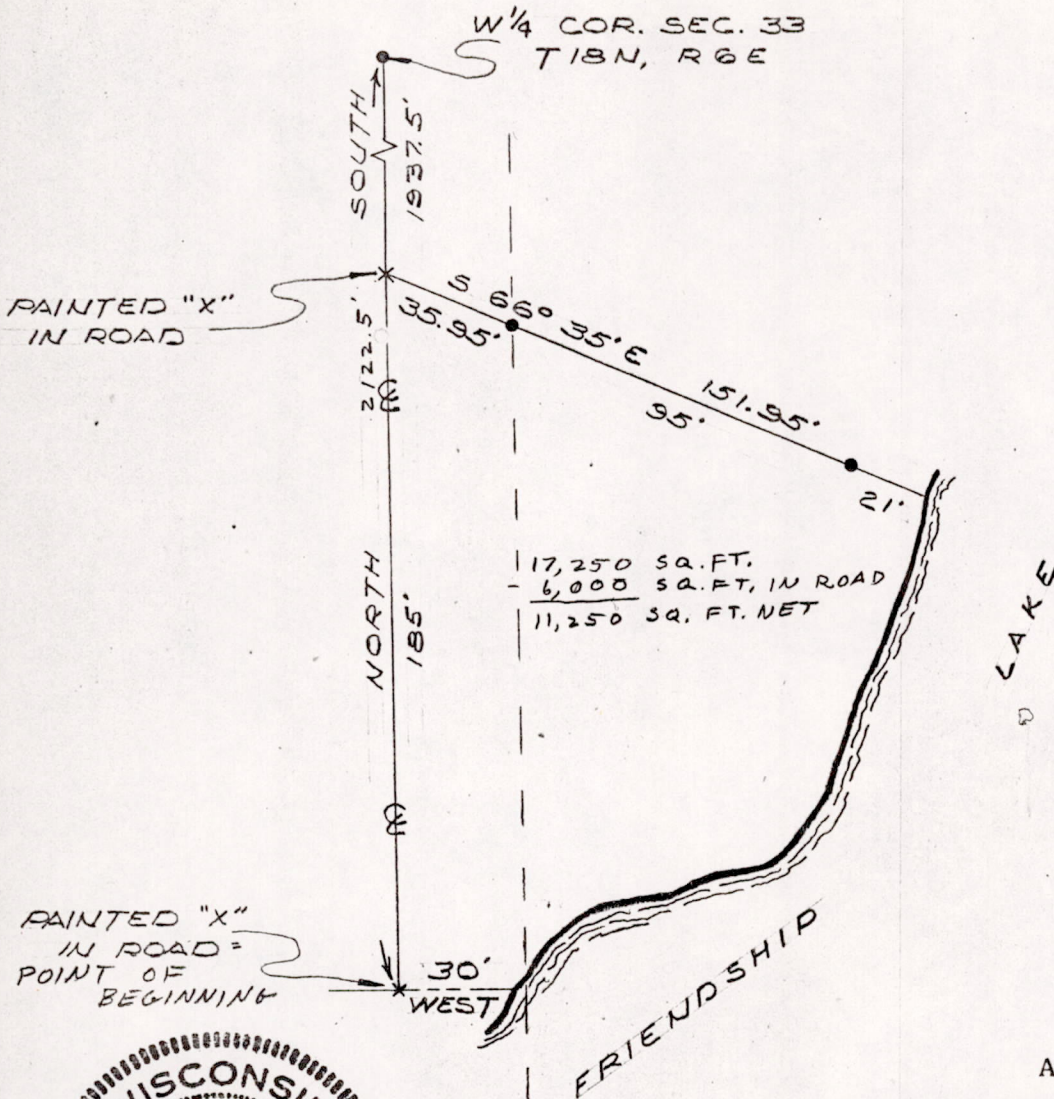 W 1/4 COR. SEC. 33
T18N, R6E
SOUTH
1937.5'
PAINTED "X"
IN ROAD
S 66° 35' E
35.95'
151.95'
95'
21'
2122.5'
17,250 SQ. FT.
6,000 SQ. FT. IN ROAD
11,250 SQ. FT. NET
NORTH
185'
LAKE
PAINTED "X"
IN ROAD =
POINT OF
BEGINNING
30'
WEST
FRIENDSHIP
A